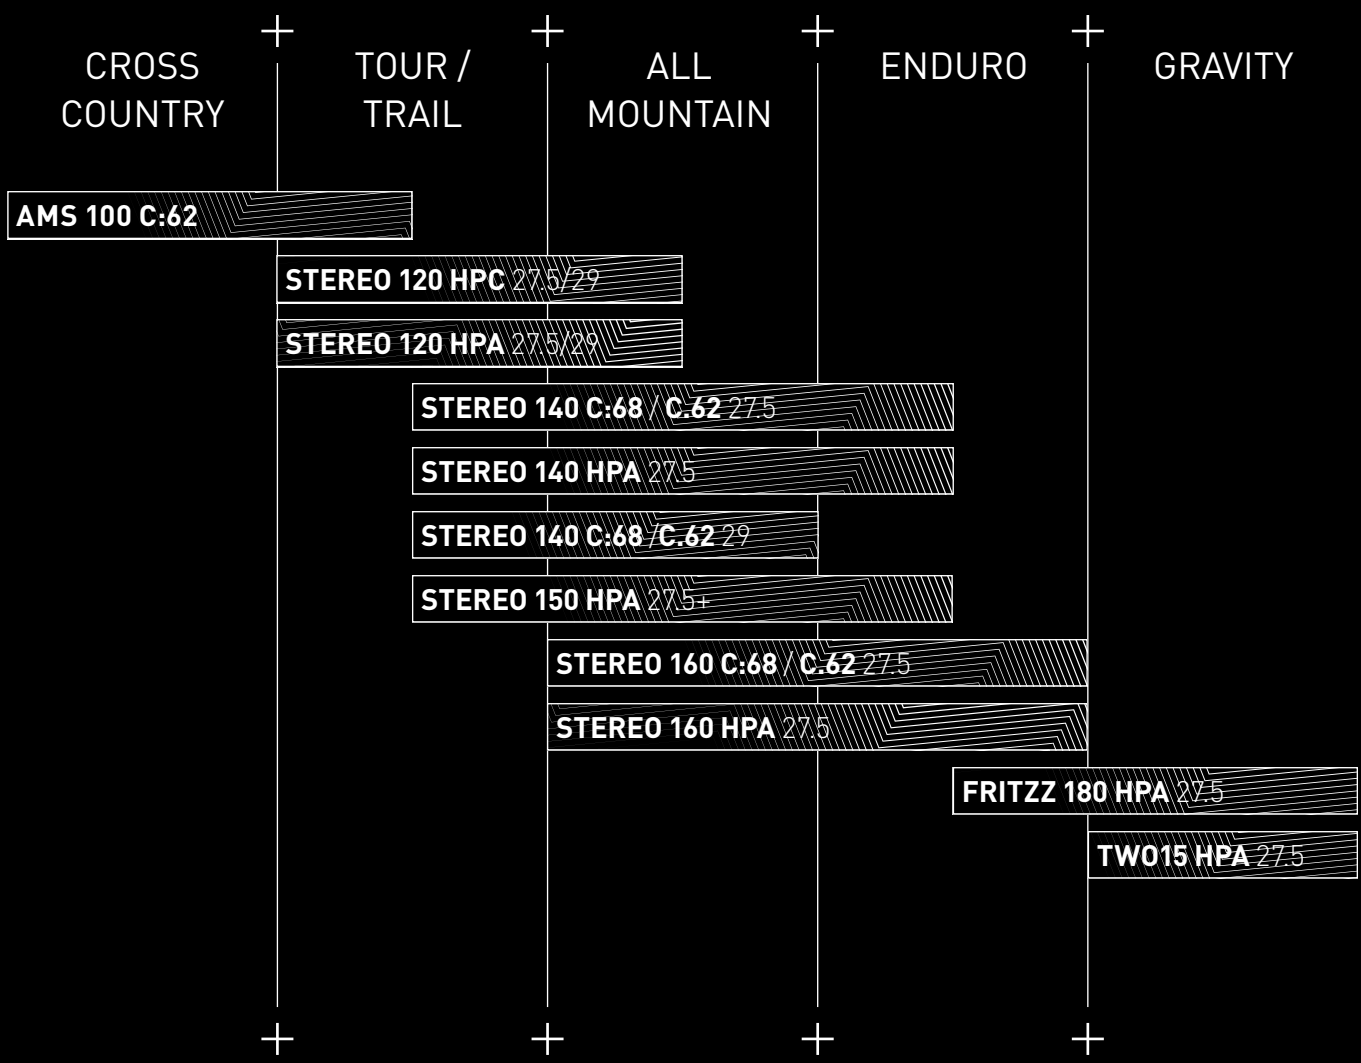 CROSS
COUNTRY
TOUR /
TRAIL
ALL
MOUNTAIN
ENDURO
GRAVITY
AMS 100 C:62
STEREO 120 HPC 27.5/29
STEREO 120 HPA 27.5/29
STEREO 140 C:68 / C.62 27.5
STEREO 140 HPA 27.5
STEREO 140 C:68 /C.62 29
STEREO 150 HPA 27.5+
STEREO 160 C:68 / C.62 27.5
STEREO 160 HPA 27.5
FRITZZ 180 HPA 27.5
TWO15 HPA 27.5